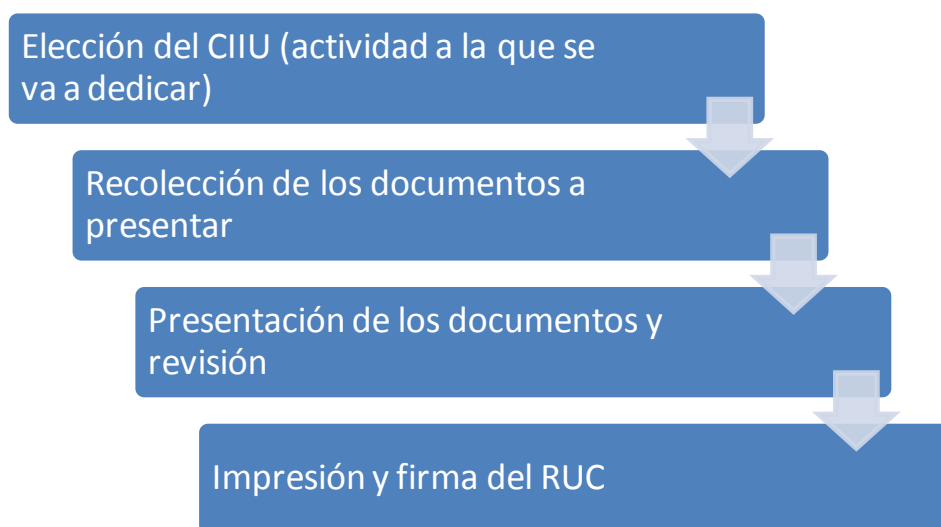 Elección del CIIU (actividad a la que se
va a dedicar)
Recolección de los documentos a
presentar
Presentación de los documentos y
revisión
Impresión y firma del RUC